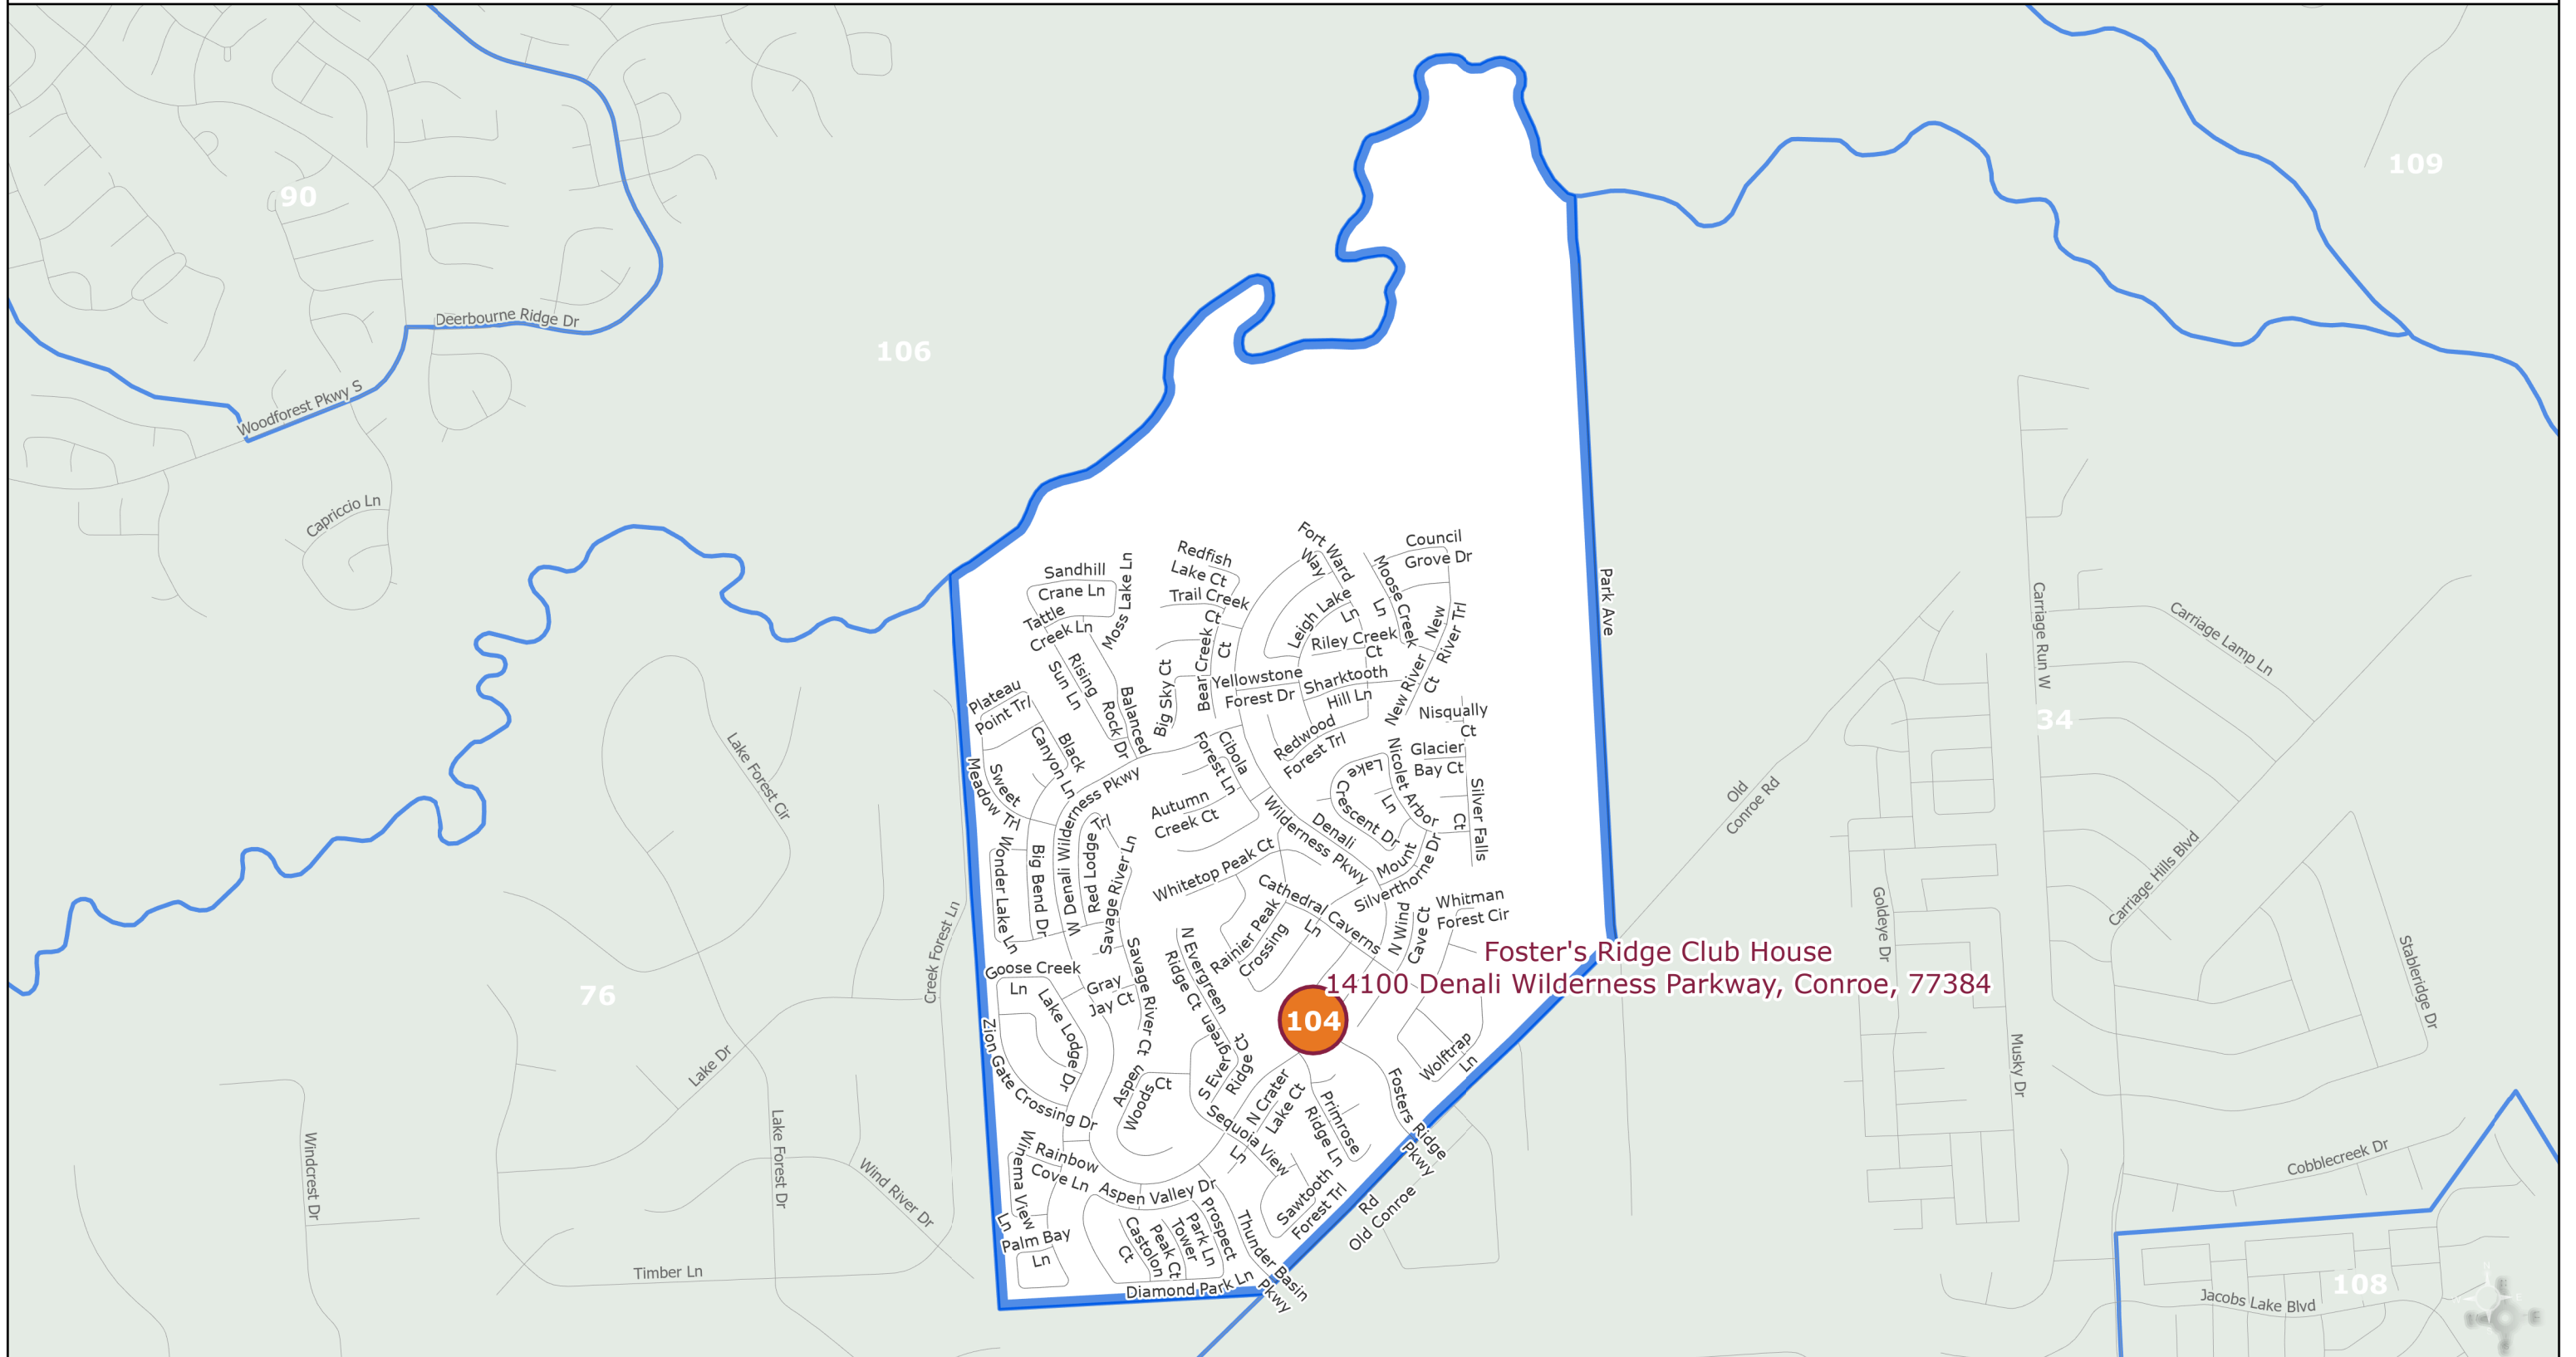 90
109
Deerbourne Ridge Dr
106
Woodforest Pkwy S
Capriccio Ln
Fort Ward
Way
Council
Grove Dr
Redfish
Lake Ct
Sandhill
Crane Ln
Moss Lake Ln
Moose Creek
Ln
Park Ave
Trail Creek
Ct
Leigh Lake
Ln
Tattle
Creek Ln
New
River Trl
Riley Creek
Ct
Bear Creek
Ct
Carriage Run W
Carriage Lamp Ln
Rising
Sun Ln
Yellowstone
Forest Dr
Sharktooth
Hill Ln
New River
Ct
Plateau
Point Trl
Balanced
Rock Dr
Big Sky Ct
Nisqually
Ct
34
Redwood
Forest Trl
Black
Canyon Ln
Cibola
Forest Ln
Glacier
Bay Ct
Lake Forest Cir
Sweet
Meadow Trl
Nicolet
Ln
Lake
Crescent Dr
Arbor
Ct
Silver Falls
Old
Conroe Rd
W Denali Wilderness Pkwy
Autumn
Creek Ct
Denali
Wilderness Pkwy
Red Lodge
Trl
Carriage Hills Blvd
Wonder Lake Ln
Big Bend Dr
Savage River Ln
Whitetop Peak Ct
Mount
Silverthorne Dr
Cathedral Caverns
Ln
Whitman
Forest Cir
N Wind
Cave Ct
Goldeye Dr
Creek Forest Ln
Rainier Peak
Crossing
N Evergreen
Ridge Ct
Foster's Ridge Club House
14100 Denali Wilderness Parkway, Conroe, 77384
Stableridge Dr
76
Goose Creek
Ln
Gray
Jay Ct
Savage River Ct
104
Lake Lodge Dr
S Evergreen
Ridge Ct
Wolftrap
Ln
Musky Dr
Lake Dr
Zion Gate Crossing Dr
Aspen
Woods Ct
N Crater
Lake Ct
Primrose
Ridge Ln
Fosters Ridge
Pkwy
Windcrest Dr
Lake Forest Dr
Sequoia View
Ln
Cobblecreek Dr
Rainbow
Cove Ln
Winema View
Ln
Wind River Dr
Aspen Valley Dr
Sawtooth
Forest Trl
Old Conroe
Rd
Palm Bay
Ln
Castolon
Ct
Peak Ct
Tower
Park Ln
Prospect
Thunder Basin
Pkwy
Timber Ln
Diamond Park Ln
108
Jacobs Lake Blvd